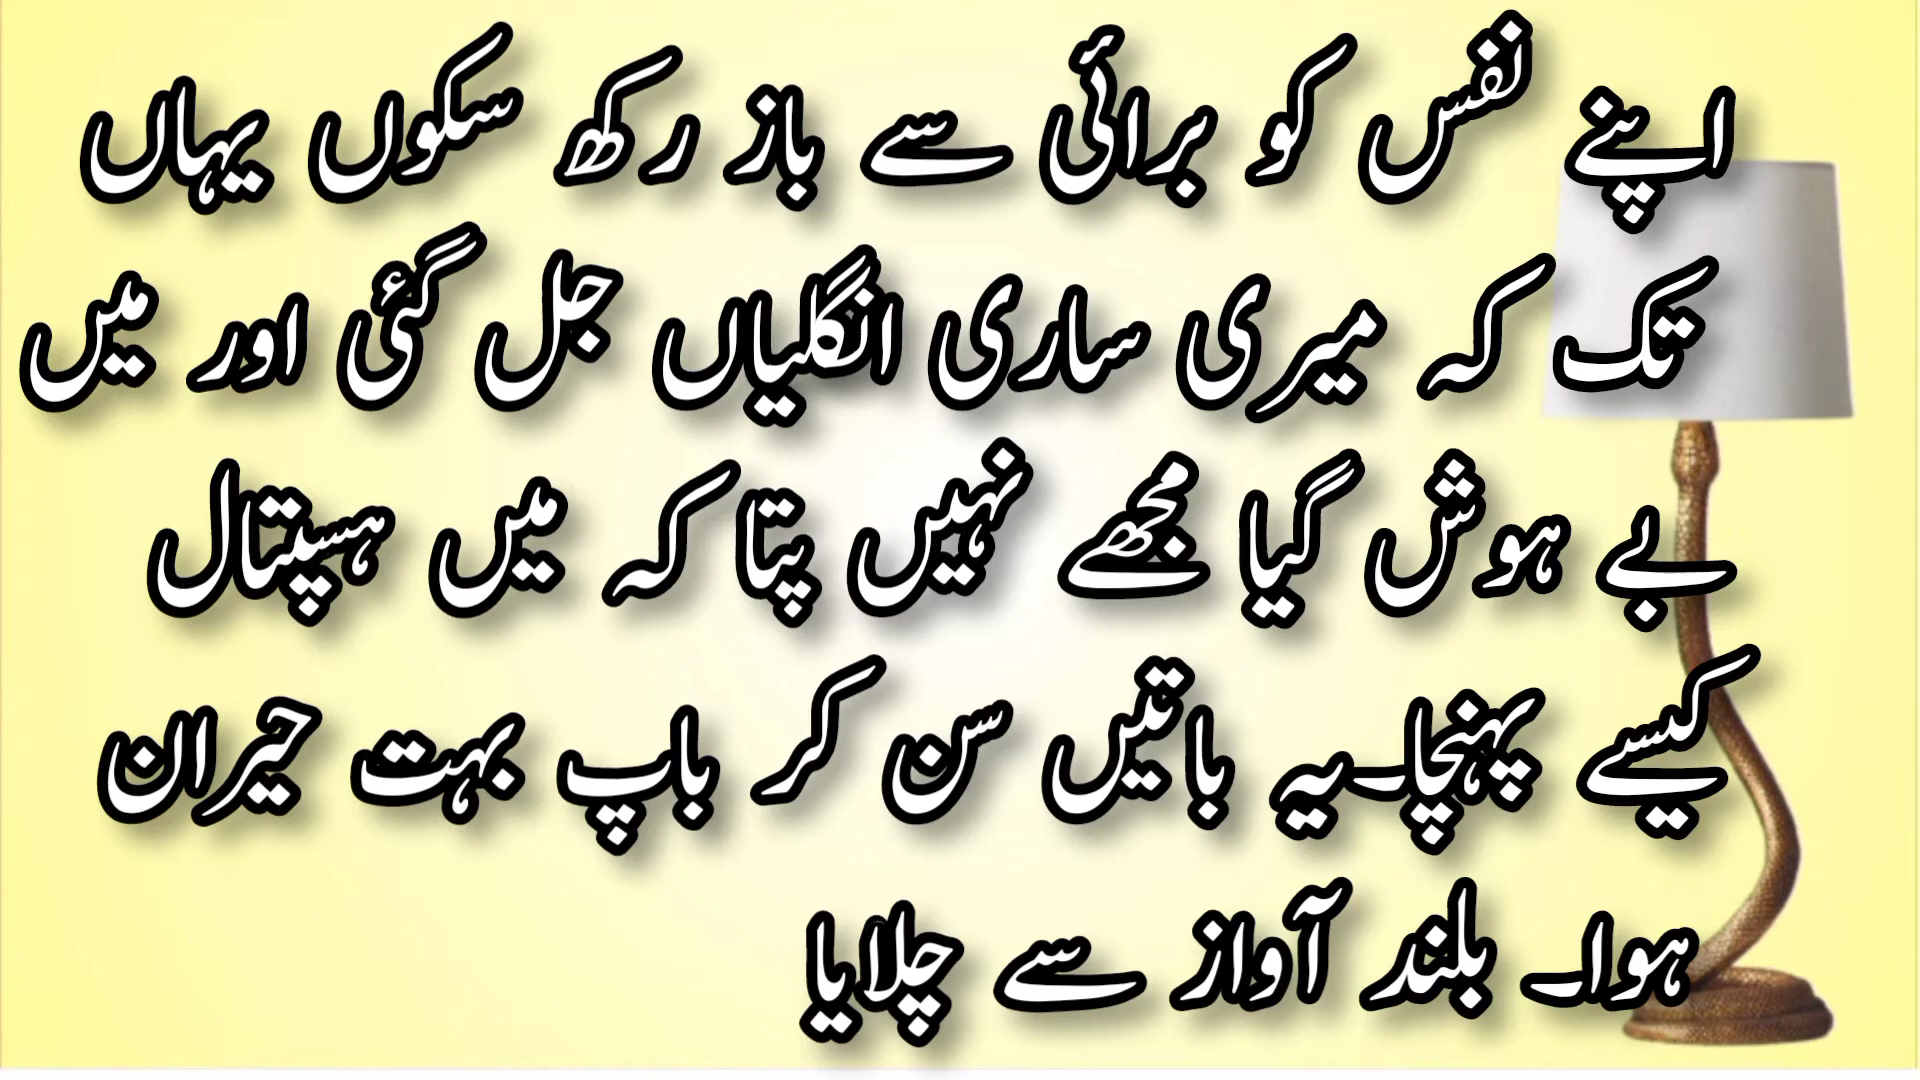 اپنے نفس کو برائی سے باز رکھ سکوں یہاں
تک کہ میری ساری انگلیاں جل گئی اور میں
بے ہوش گیا مجھے نہیں پتا کہ میں ہسپتال
کیسے پہنچا۔یہ باتیں سن کر باپ بہت حیران
ہوا۔ بلند آواز سے چلایا